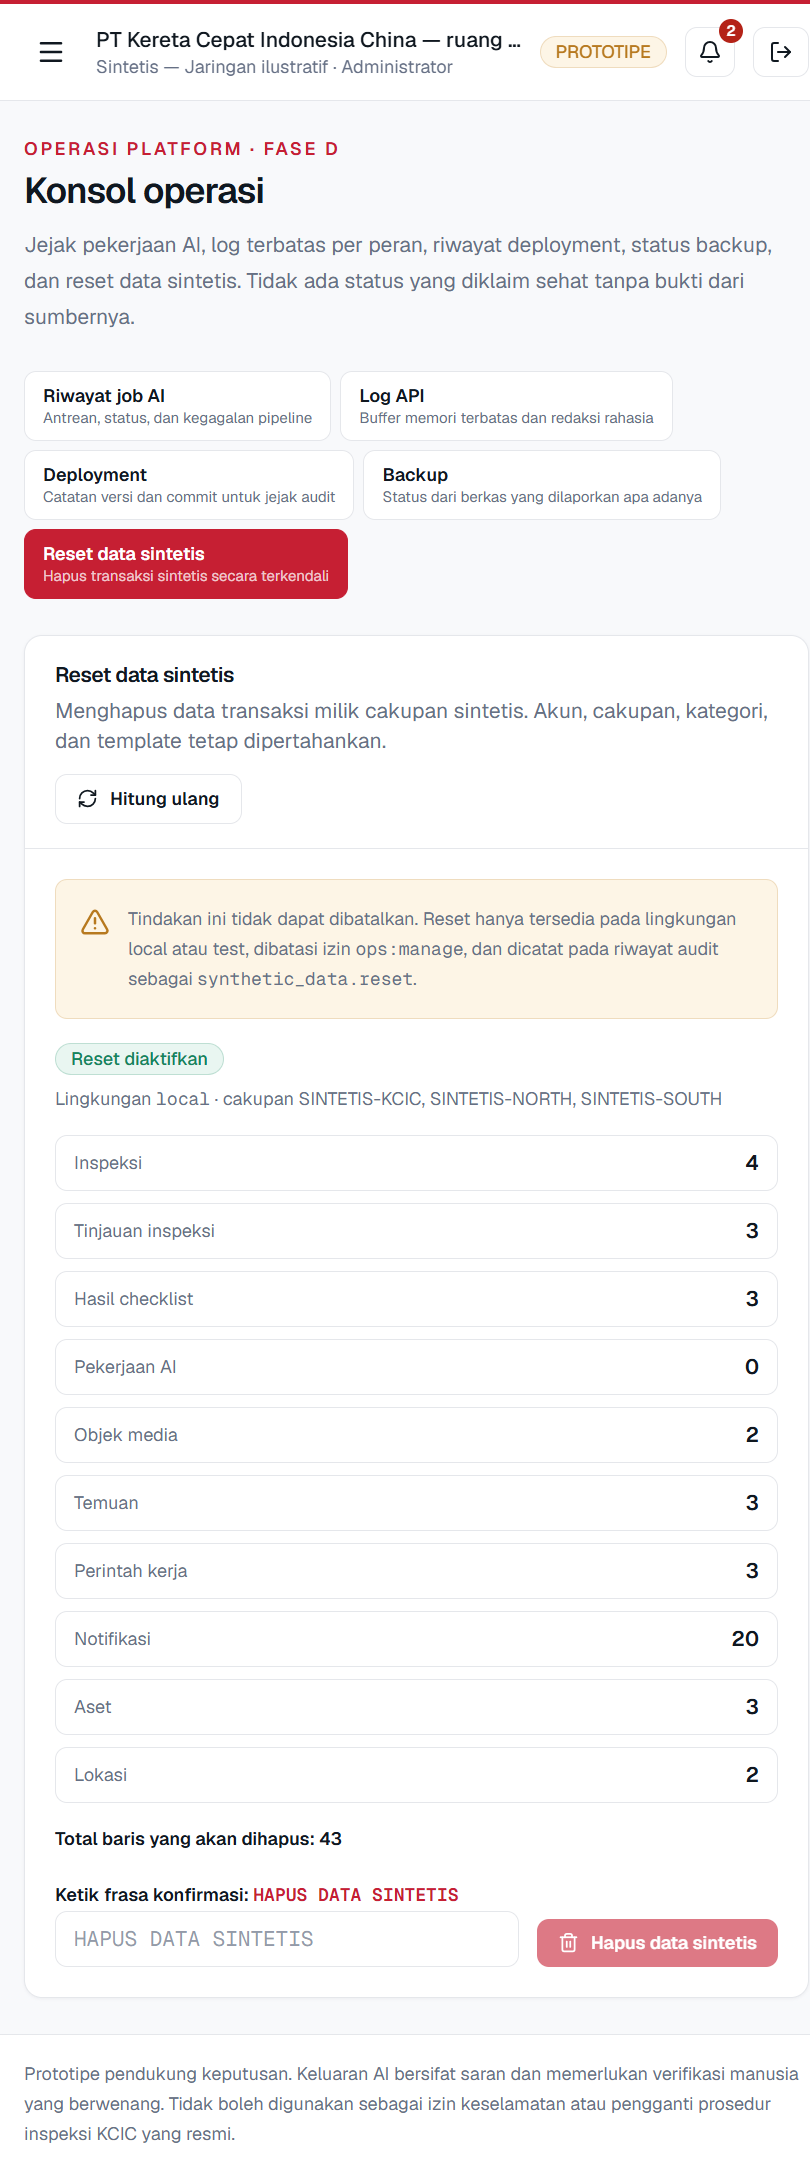 PT Kereta Cepat Indonesia China — ruang ...
Sintetis — Jaringan ilustratif · Administrator
PROTOTIPE
2
OPERASI PLATFORM · FASE D
Konsol operasi
Jejak pekerjaan AI, log terbatas per peran, riwayat deployment, status backup,
dan reset data sintetis. Tidak ada status yang diklaim sehat tanpa bukti dari
sumbernya.
Riwayat job AI
Antrean, status, dan kegagalan pipeline
Log API
Buffer memori terbatas dan redaksi rahasia
Deployment
Catatan versi dan commit untuk jejak audit
Backup
Status dari berkas yang dilaporkan apa adanya
Reset data sintetis
Hapus transaksi sintetis secara terkendali
Reset data sintetis
Menghapus data transaksi milik cakupan sintetis. Akun, cakupan, kategori,
dan template tetap dipertahankan.
Hitung ulang
Tindakan ini tidak dapat dibatalkan. Reset hanya tersedia pada lingkungan
local atau test, dibatasi izin ops:manage, dan dicatat pada riwayat audit
sebagai synthetic_data.reset.
Reset diaktifkan
Lingkungan local · cakupan SINTETIS-KCIC, SINTETIS-NORTH, SINTETIS-SOUTH
Inspeksi 4
Tinjauan inspeksi 3
Hasil checklist 3
Pekerjaan AI 0
Objek media 2
Temuan 3
Perintah kerja 3
Notifikasi 20
Aset 3
Lokasi 2
Total baris yang akan dihapus: 43
Ketik frasa konfirmasi: HAPUS DATA SINTETIS
HAPUS DATA SINTETIS
Hapus data sintetis
Prototipe pendukung keputusan. Keluaran AI bersifat saran dan memerlukan verifikasi manusia
yang berwenang. Tidak boleh digunakan sebagai izin keselamatan atau pengganti prosedur
inspeksi KCIC yang resmi.